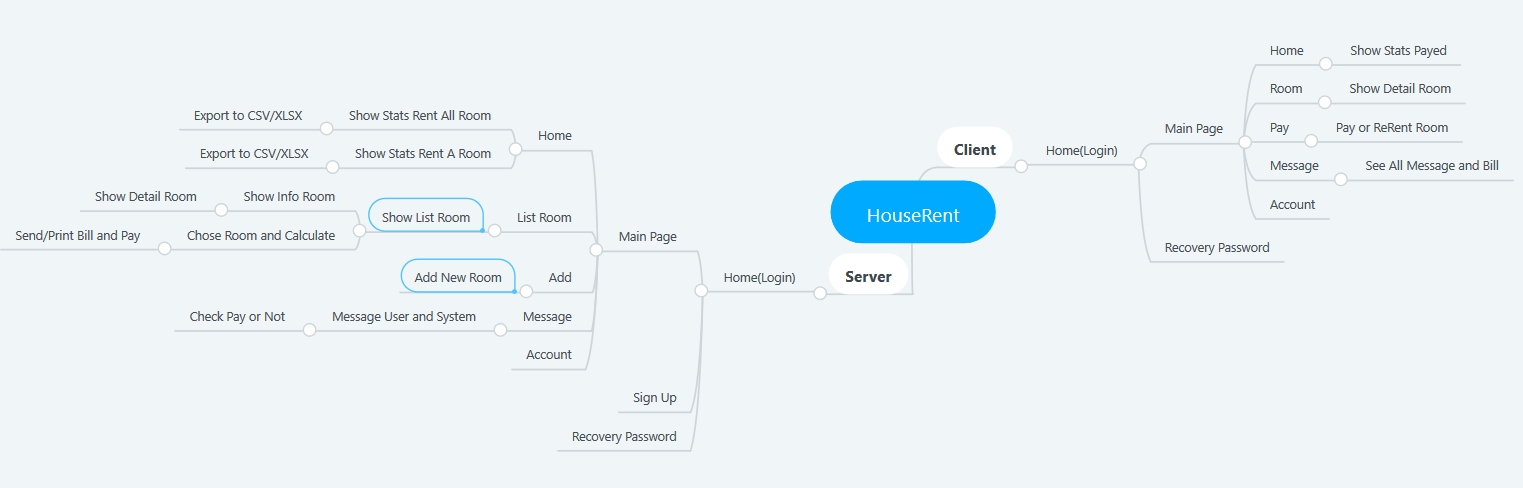 HouseRent
Client
Home(Login)
Main Page
Home
Show Stats Payed
Room
Show Detail Room
Pay
Pay or ReRent Room
Message
See All Message and Bill
Account
Recovery Password
Server
Home(Login)
Main Page
Home
Show Stats Rent All Room
Export to CSV/XLSX
Show Stats Rent A Room
Export to CSV/XLSX
List Room
Show List Room
Show Info Room
Show Detail Room
Chose Room and Calculate
Send/Print Bill and Pay
Add
Add New Room
Message
Message User and System
Check Pay or Not
Account
Sign Up
Recovery Password